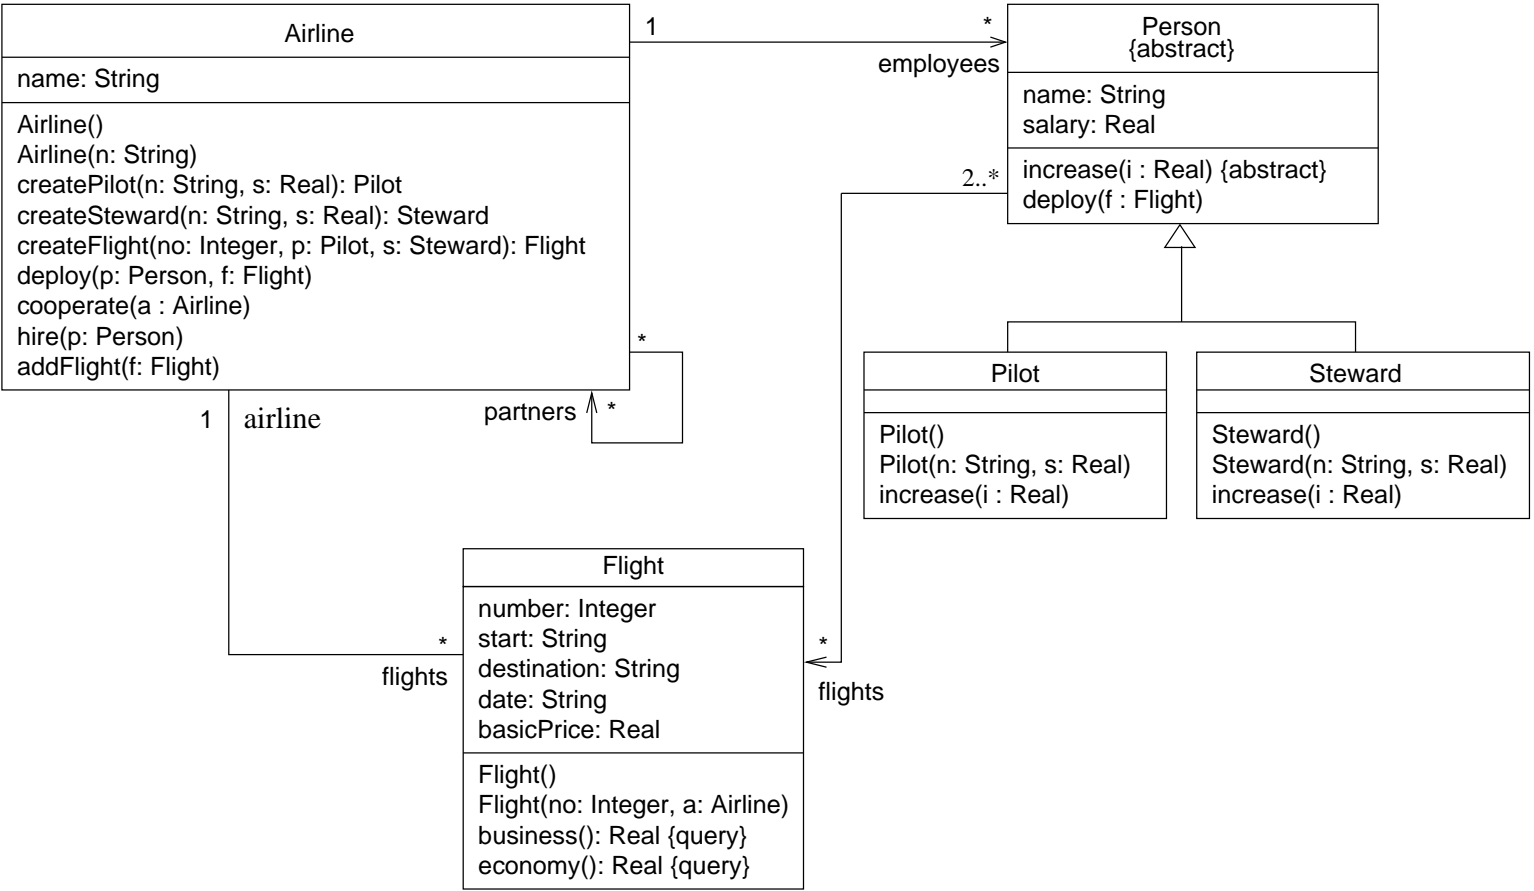 Airline
name: String
Airline()
Airline(n: String)
createPilot(n: String, s: Real): Pilot
createSteward(n: String, s: Real): Steward
createFlight(no: Integer, p: Pilot, s: Steward): Flight
deploy(p: Person, f: Flight)
cooperate(a : Airline)
hire(p: Person)
addFlight(f: Flight)
1
*
employees
Person
{abstract}
name: String
salary: Real
increase(i : Real) {abstract}
deploy(f : Flight)
2..*
*
partners
*
1
airline
Pilot
Pilot()
Pilot(n: String, s: Real)
increase(i : Real)
Steward
Steward()
Steward(n: String, s: Real)
increase(i : Real)
*
flights
Flight
number: Integer
start: String
destination: String
date: String
basicPrice: Real
Flight()
Flight(no: Integer, a: Airline)
business(): Real {query}
economy(): Real {query}
*
flights